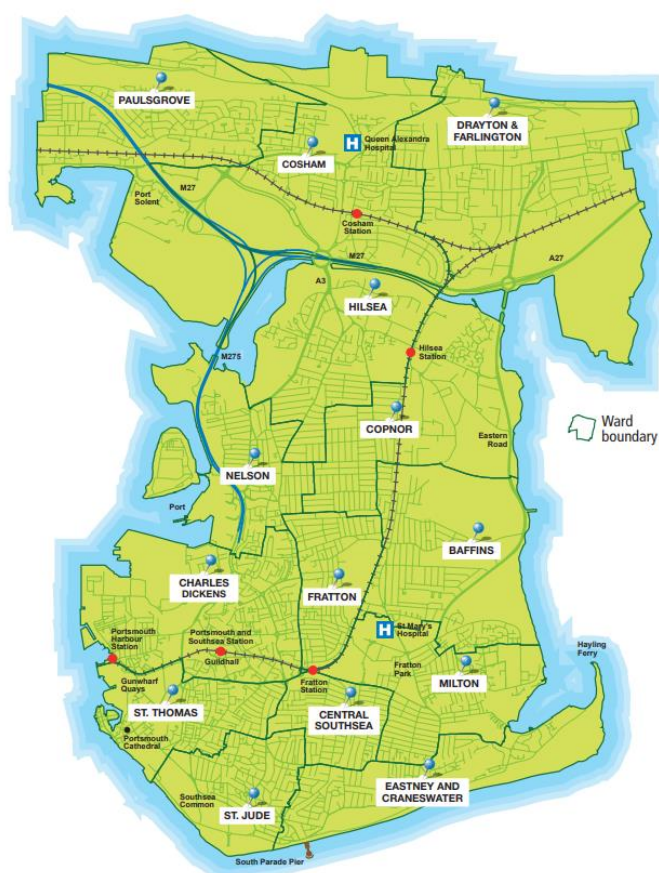 PAULSGROVE
DRAYTON &
FARLINGTON
H
Queen Alexandra
Hospital
COSHAM
M27
Port
Solent
Cosham
Station
M27
A27
A3
HILSEA
Hilsea
Station
M275
COPNOR
Ward
boundary
Eastern
Road
NELSON
Port
BAFFINS
CHARLES
DICKENS
FRATTON
H
St Mary's
Hospital
Portsmouth
Harbour
Station
Portsmouth and
Southsea Station
Guildhall
Hayling
Ferry
Gunwharf
Quays
Fratton
Station
Fratton
Park
MILTON
ST. THOMAS
CENTRAL
SOUTHSEA
Portsmouth
Cathedral
EASTNEY AND
CRANESWATER
Southsea
Common
ST. JUDE
South Parade Pier